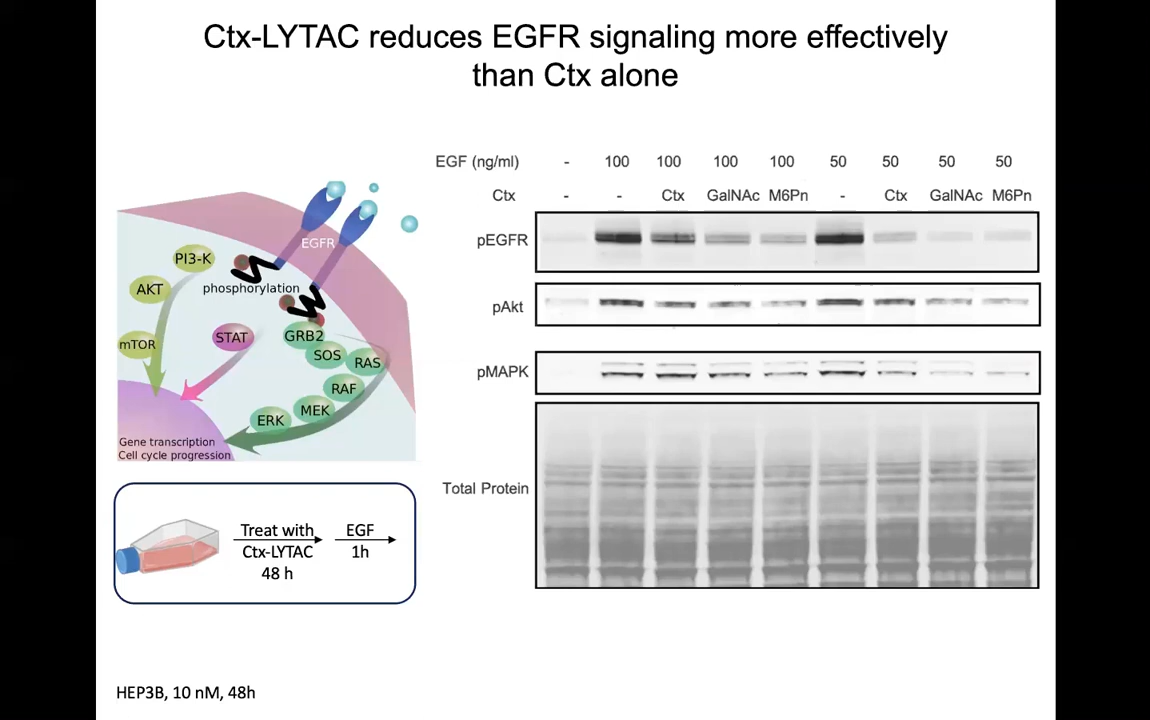 Ctx-LYTAC reduces EGFR signaling more effectively
than Ctx alone
EGF (ng/ml) - 100 100 100 100 50 50 50 50
Ctx - - Ctx GalNAc M6Pn - Ctx GalNAc M6Pn
pEGFR
pAkt
pMAPK
Total Protein
EGFR
PI3-K
phosphorylation
AKT
mTOR
STAT
GRB2
SOS
RAS
RAF
MEK
ERK
Gene transcription
Cell cycle progression
Treat with
Ctx-LYTAC
48 h
EGF
1h
HEP3B, 10 nM, 48h